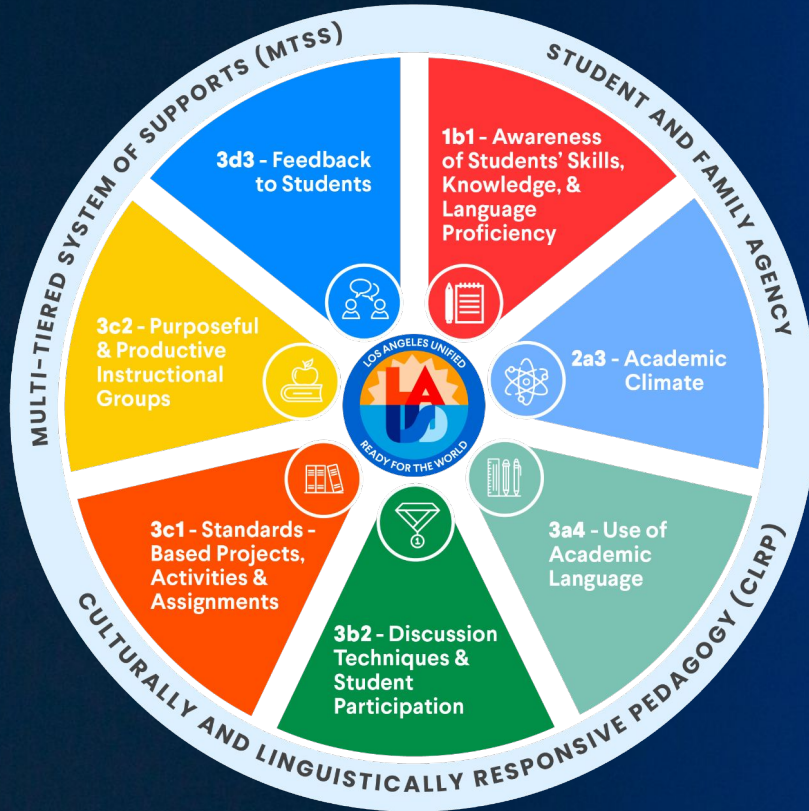 MULTI-TIERED SYSTEM OF SUPPORTS (MTSS)
STUDENT AND FAMILY AGENCY
CULTURALLY AND LINGUISTICALLY RESPONSIVE PEDAGOGY (CLRP)
1b1 - Awareness
of Students' Skills,
Knowledge, &
Language
Proficiency
2a3 - Academic
Climate
3a4 - Use of
Academic
Language
3b2 - Discussion
Techniques &
Student
Participation
3c1 - Standards -
Based Projects,
Activities &
Assignments
3c2 - Purposeful
& Productive
Instructional
Groups
3d3 - Feedback
to Students
LOS ANGELES UNIFIED
LA
USD
READY FOR THE WORLD
1